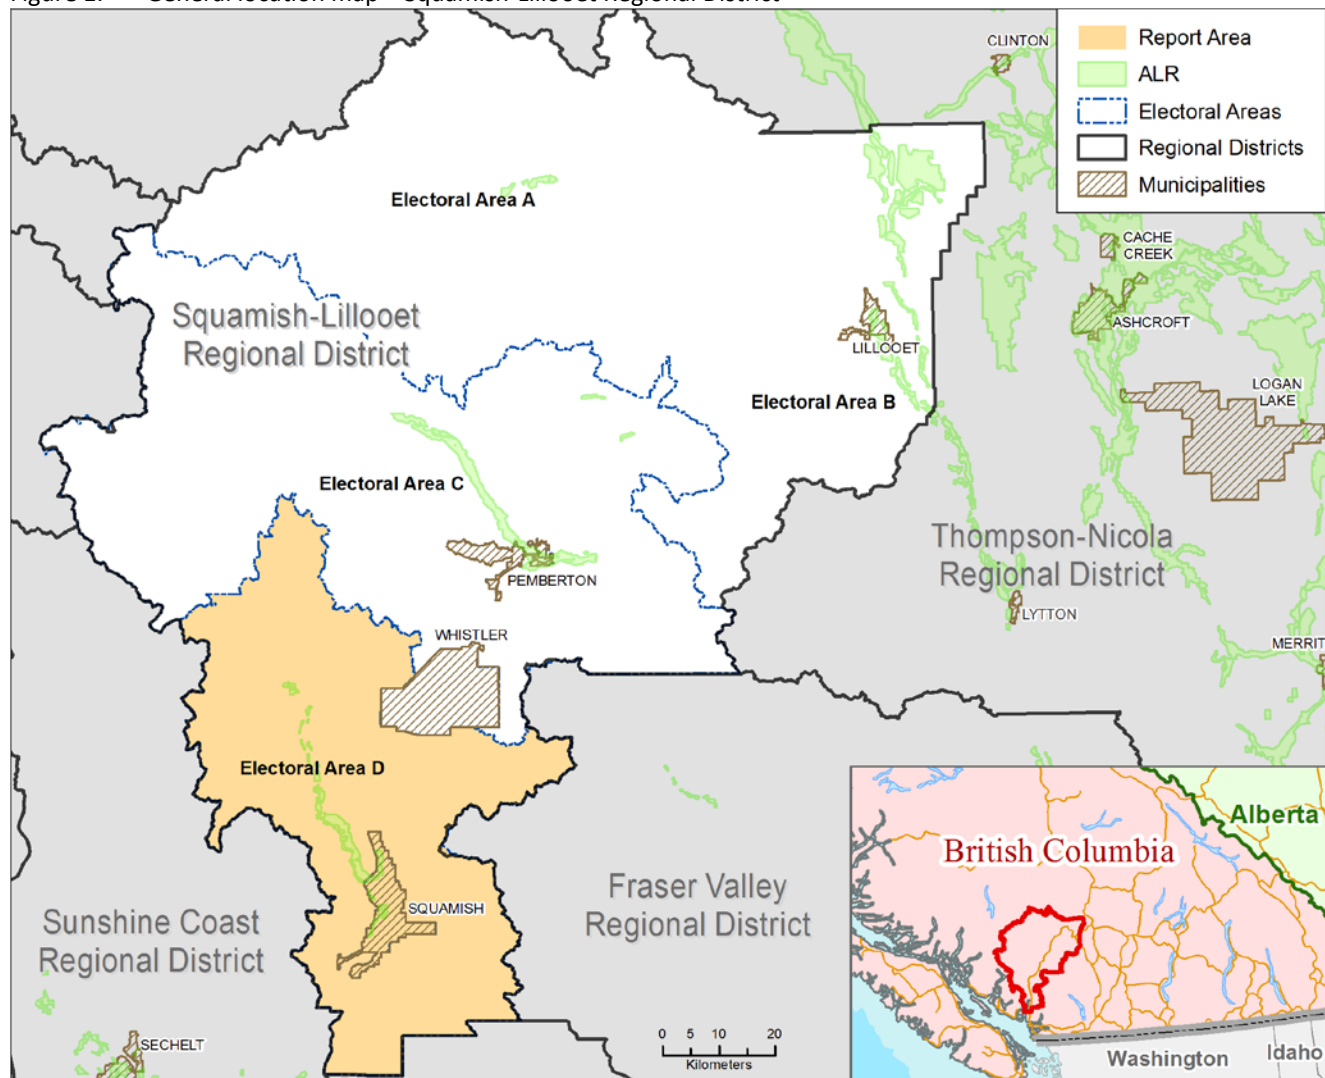 CLINTON
Report Area
ALR
Electoral Areas
Regional Districts
Municipalities
Electoral Area A
CACHE
CREEK
Squamish-Lillooet
Regional District
ASHCROFT
LILLOOET
LOGAN
LAKE
Electoral Area B
Electoral Area C
Thompson-Nicola
Regional District
PEMBERTON
LYTTON
WHISTLER
MERRIT
Electoral Area D
Alberta
British Columbia
Fraser Valley
Regional District
SQUAMISH
Sunshine Coast
Regional District
0 5 10 20
Kilometers
SECHELT
Washington
Idaho